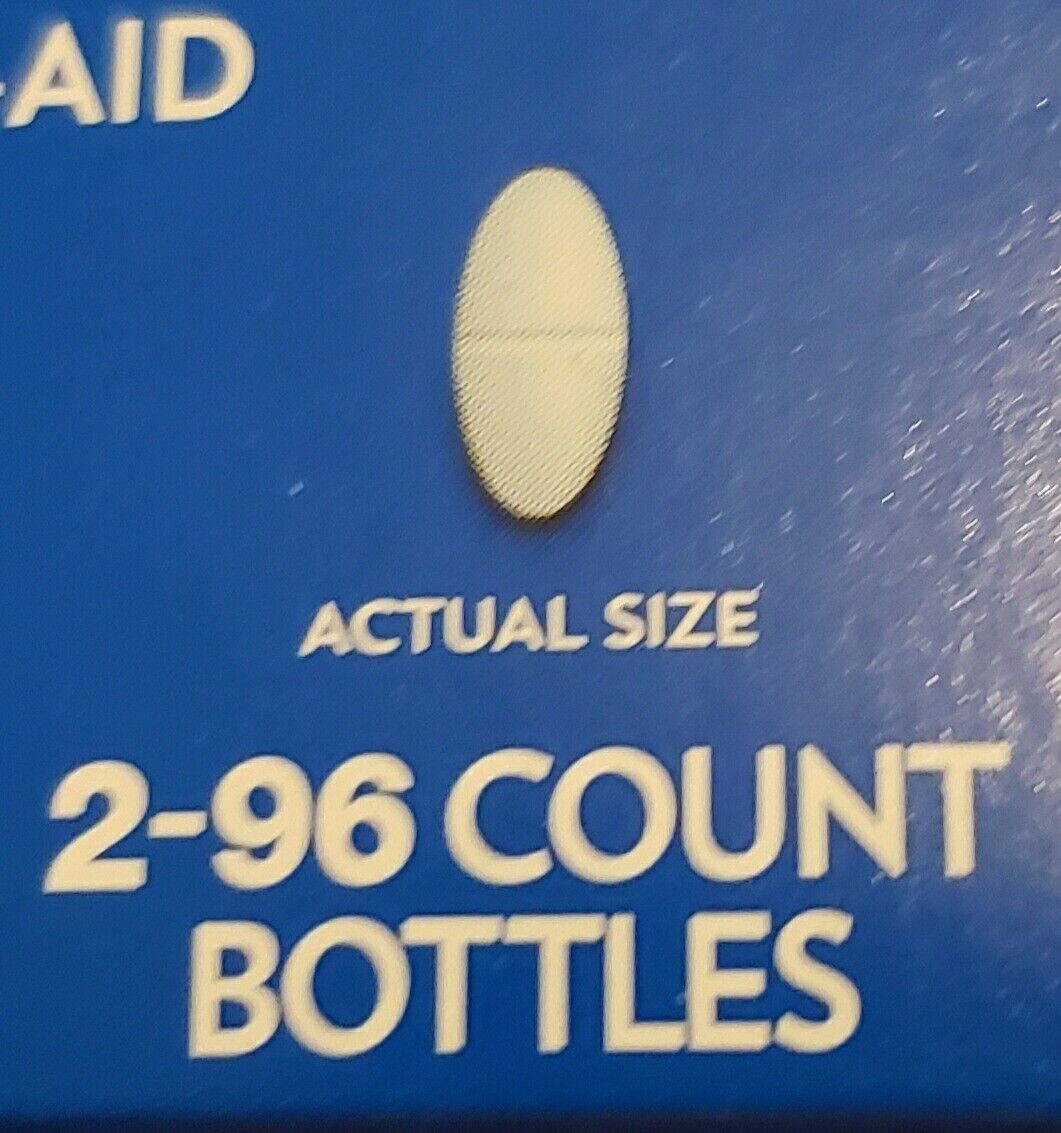 -AID
ACTUAL SIZE
2-96 COUNT
BOTTLES